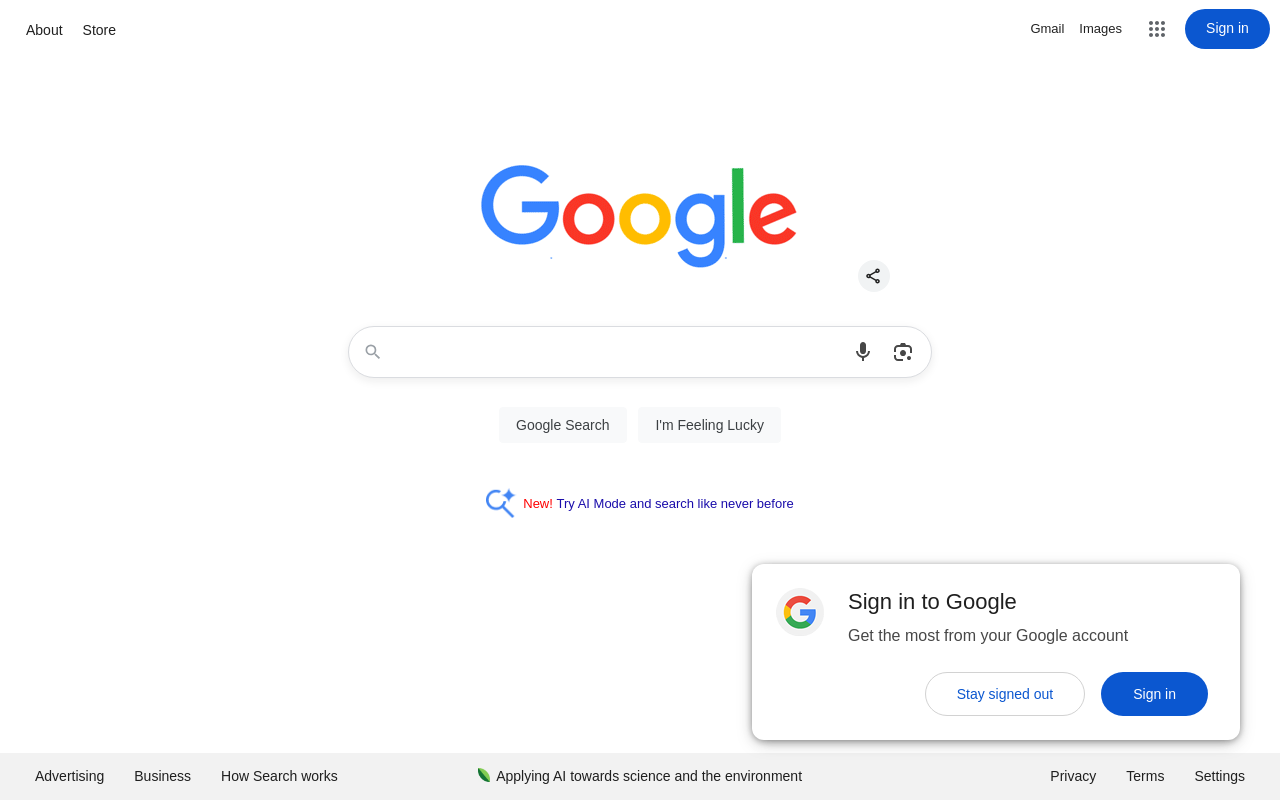 About Store
Gmail Images Sign in
Google
Google Search I'm Feeling Lucky
New! Try AI Mode and search like never before
Sign in to Google
Get the most from your Google account
Stay signed out Sign in
Advertising Business How Search works Applying AI towards science and the environment Privacy Terms Settings